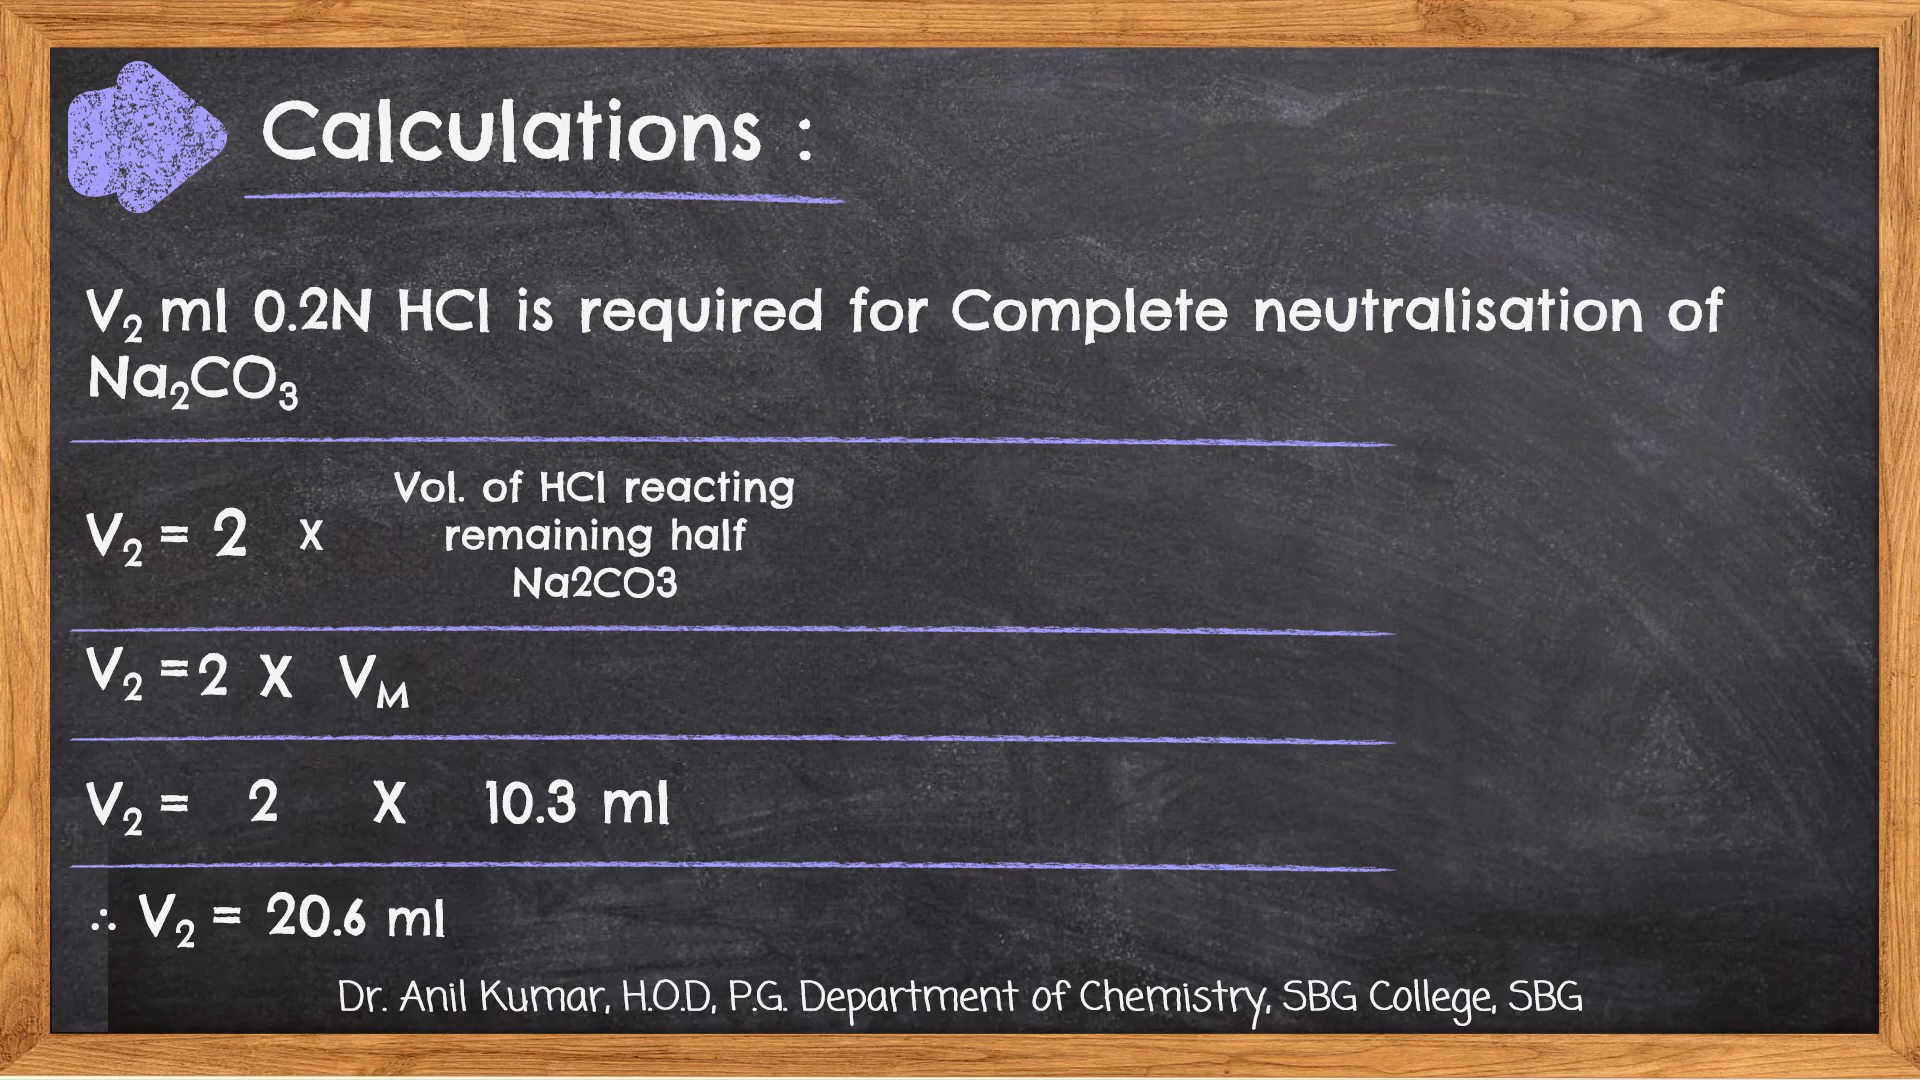 Calculations :
V₂ ml 0.2N HCl is required for Complete neutralisation of
Na₂CO₃
Vol. of HCl reacting
V₂ = 2 x remaining half
Na2CO3
V₂ =2 X V_M
V₂ = 2 X 10.3 ml
∴ V₂ = 20.6 ml
Dr. Anil Kumar, H.O.D, P.G. Department of Chemistry, SBG College, SBG